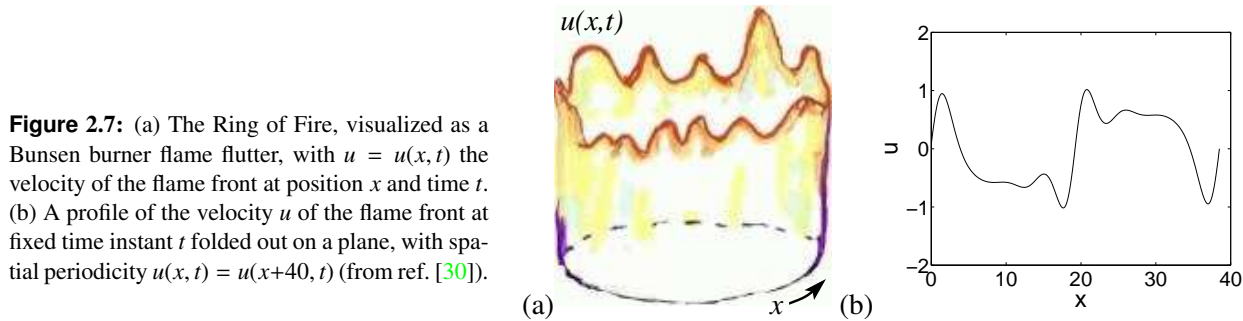 Figure 2.7: (a) The Ring of Fire, visualized as a
Bunsen burner flame flutter, with u = u(x, t) the
velocity of the flame front at position x and time t.
(b) A profile of the velocity u of the flame front at
fixed time instant t folded out on a plane, with spa-
tial periodicity u(x, t) = u(x+40, t) (from ref. [30]).
u(x,t)
x
(a)
2
1
0
−1
−2
u
0 10 20 30 40
x
(b)